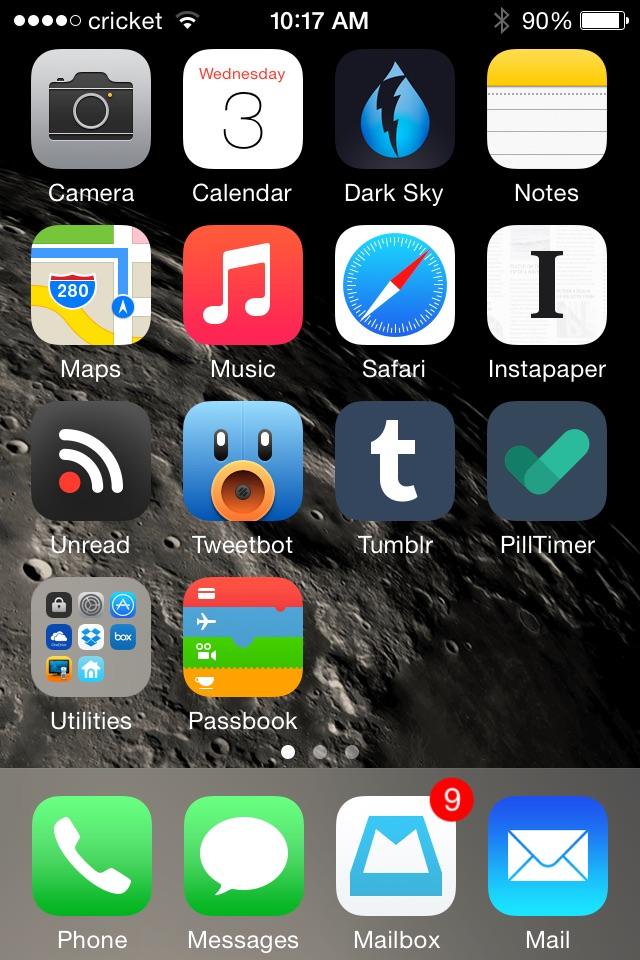 cricket 10:17 AM 90%
Wednesday
3
Camera Calendar Dark Sky Notes
280
I
Maps Music Safari Instapaper
t
Unread Tweetbot Tumblr PillTimer
OneDrive box
Utilities Passbook
9
Phone Messages Mailbox Mail